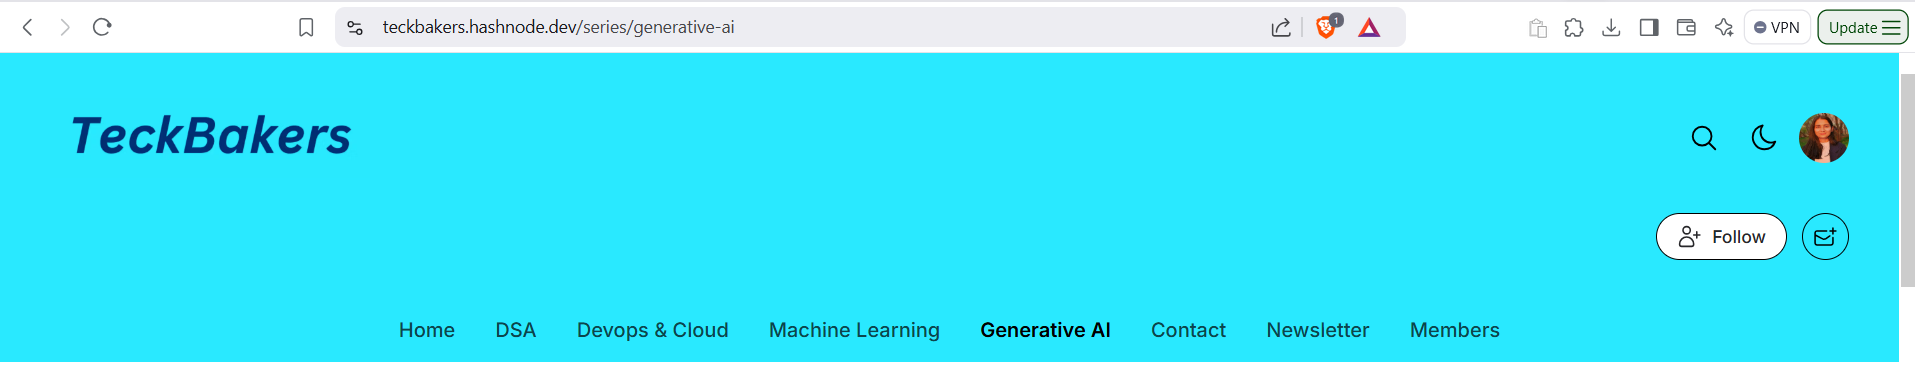 teckbakers.hashnode.dev/series/generative-ai 1 VPN Update
TeckBakers
Follow
Home DSA Devops & Cloud Machine Learning Generative AI Contact Newsletter Members